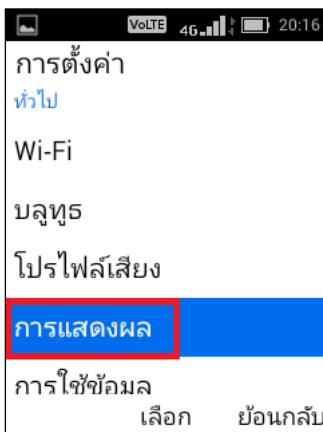 VoLTE 4G 20:16
การตั้งค่า
ทั่วไป
Wi-Fi
บลูทูธ
โปรไฟล์เสียง
การแสดงผล
การใช้ข้อมูล
เลือก ย้อนกลับ